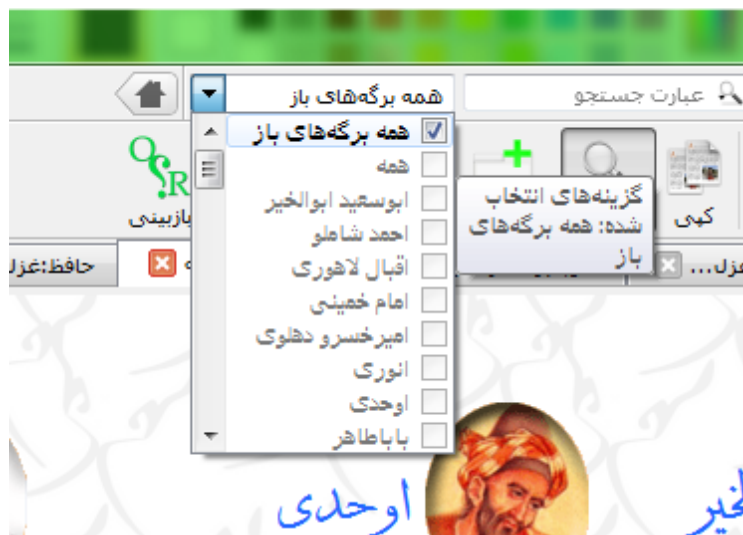 عبارت جستجو
همه برگه‌های باز
همه برگه‌های باز
همه
ابوسعید ابوالخیر
احمد شاملو
اقبال لاهوری
امام خمینی
امیرخسرو دهلوی
انوری
اوحدی
باباطاهر
کپی
گزینه‌های انتخاب
شده: همه برگه‌های
باز
بازبینی
حافظ:غزل
اوحدی